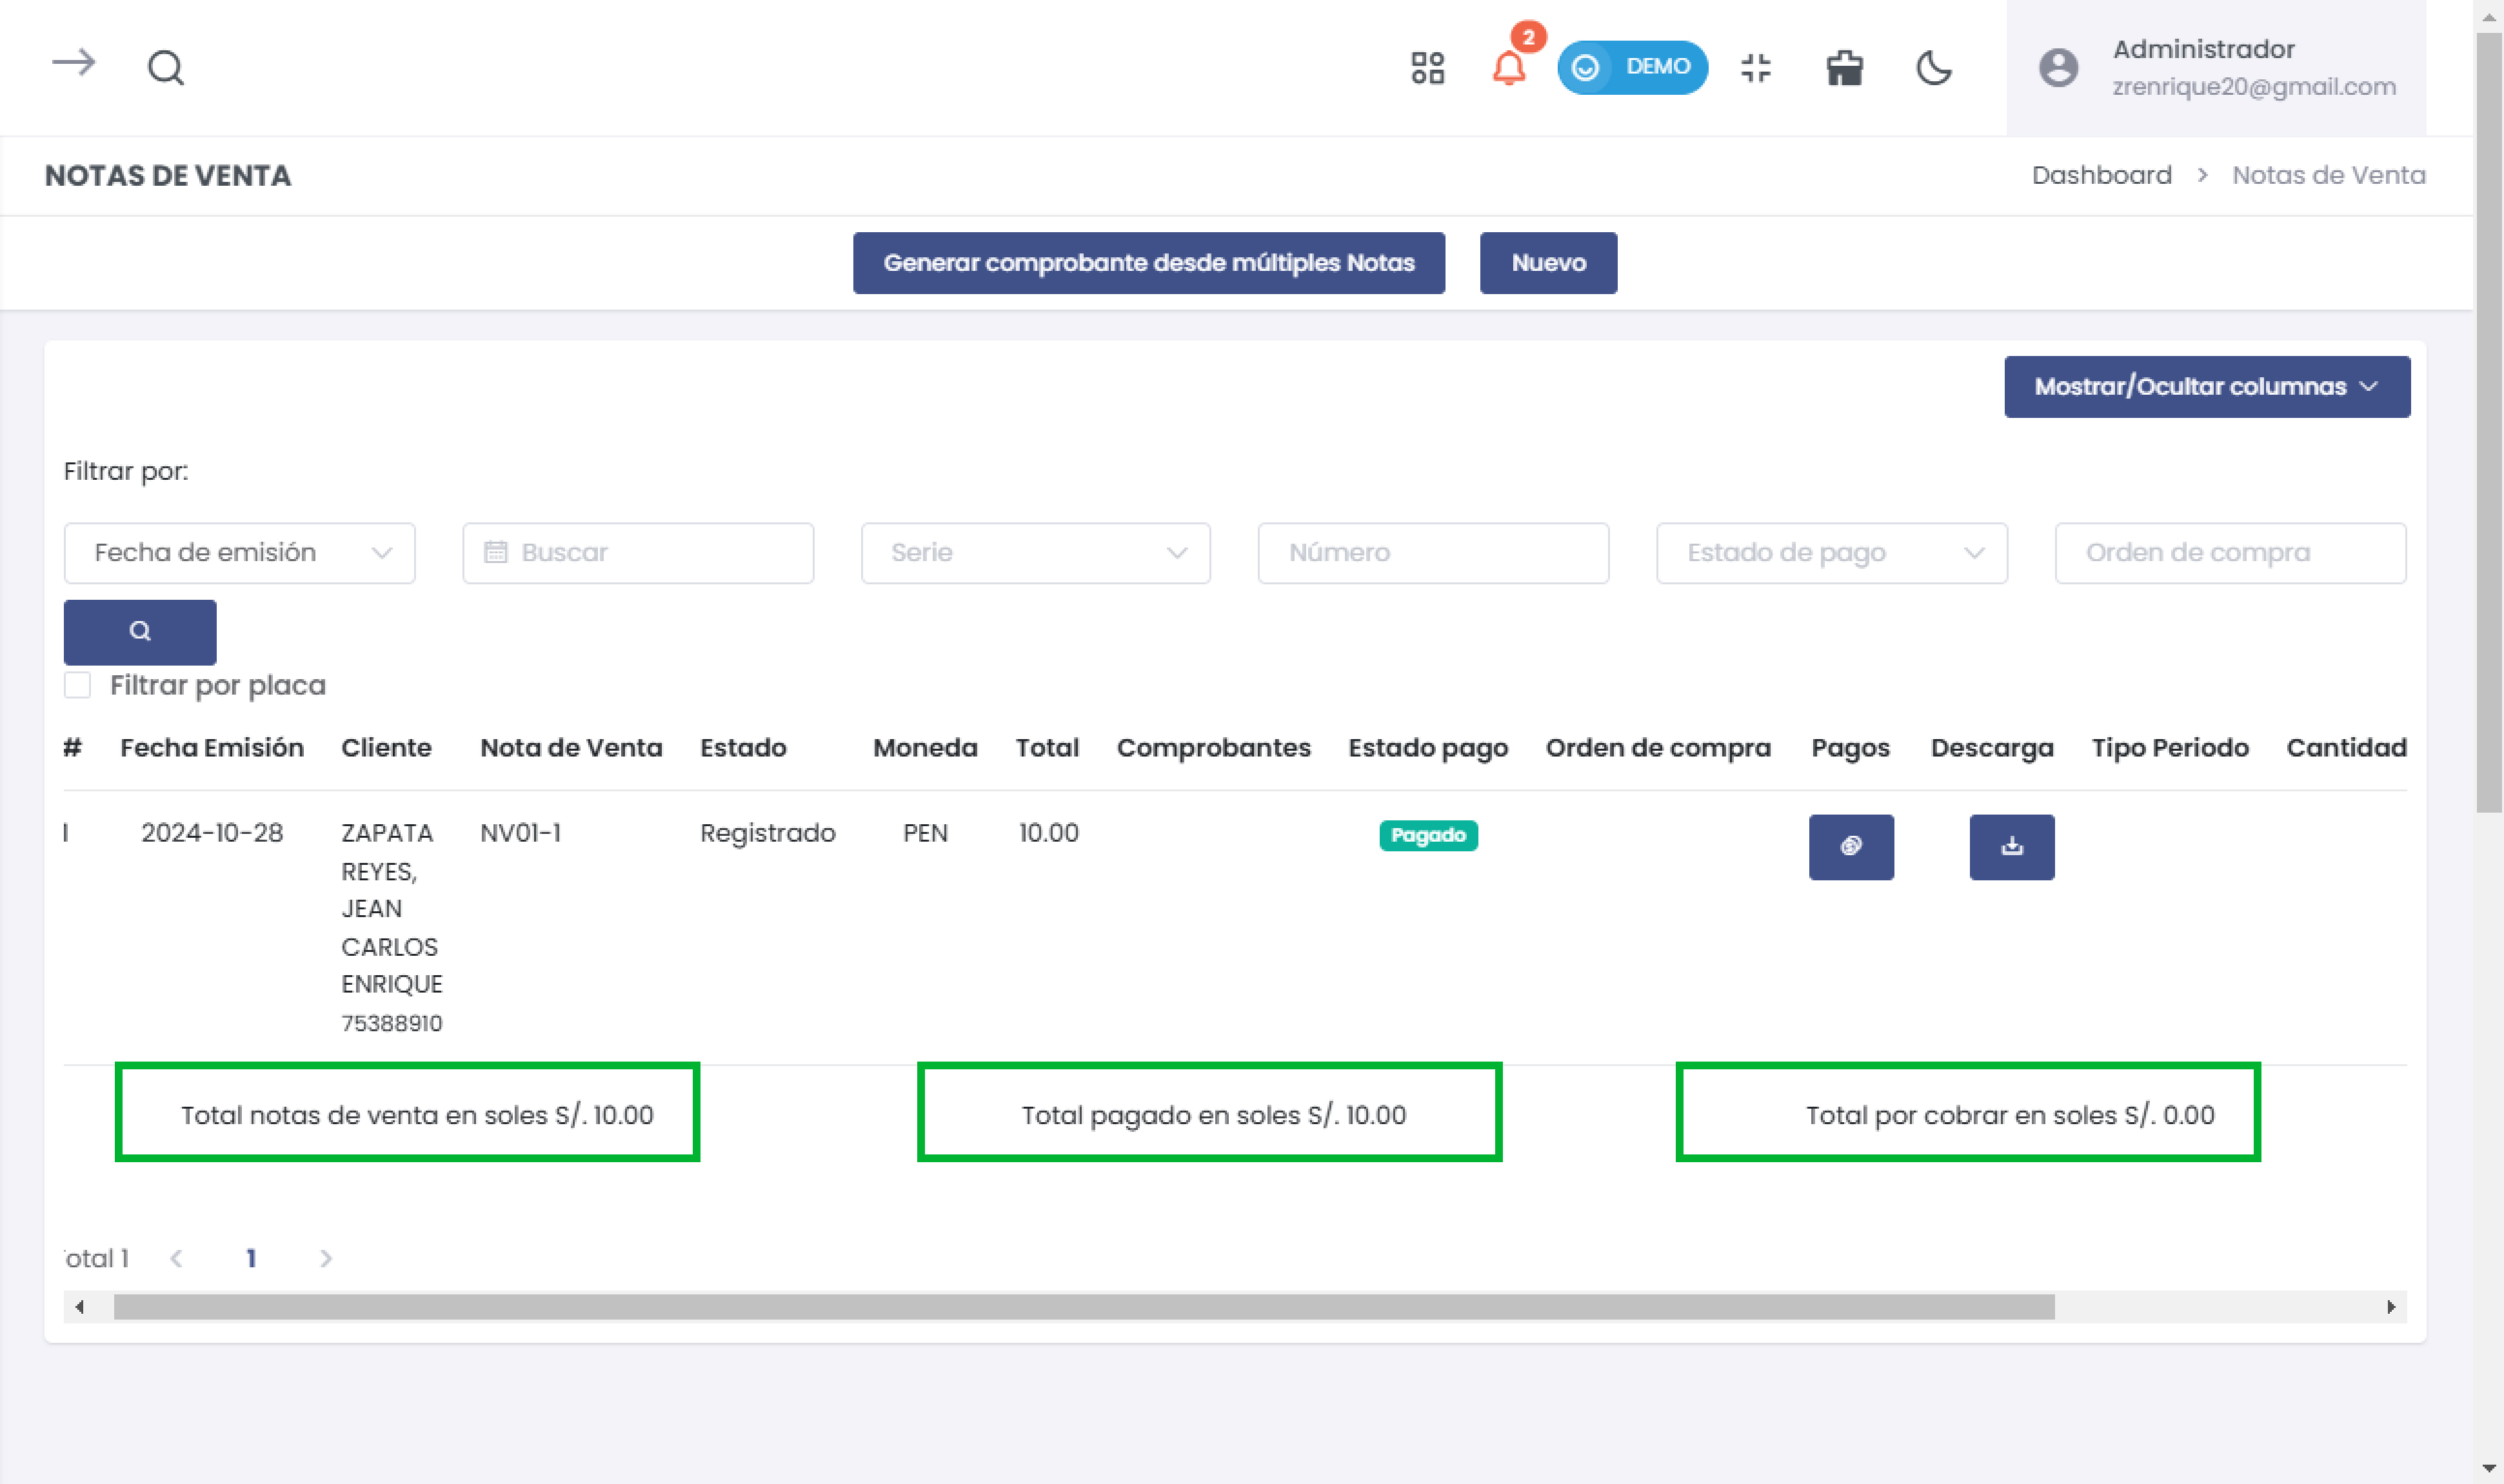 2
DEMO
Administrador
zrenrique20@gmail.com
NOTAS DE VENTA
Dashboard > Notas de Venta
Generar comprobante desde múltiples Notas
Nuevo
Mostrar/Ocultar columnas
Filtrar por:
Fecha de emisión
Buscar
Serie
Número
Estado de pago
Orden de compra
Filtrar por placa
# Fecha Emisión Cliente Nota de Venta Estado Moneda Total Comprobantes Estado pago Orden de compra Pagos Descarga Tipo Periodo Cantidad
1 2024-10-28 ZAPATA NV01-1 Registrado PEN 10.00 Pagado
REYES,
JEAN
CARLOS
ENRIQUE
75388910
Total notas de venta en soles S/. 10.00
Total pagado en soles S/. 10.00
Total por cobrar en soles S/. 0.00
otal 1 < 1 >